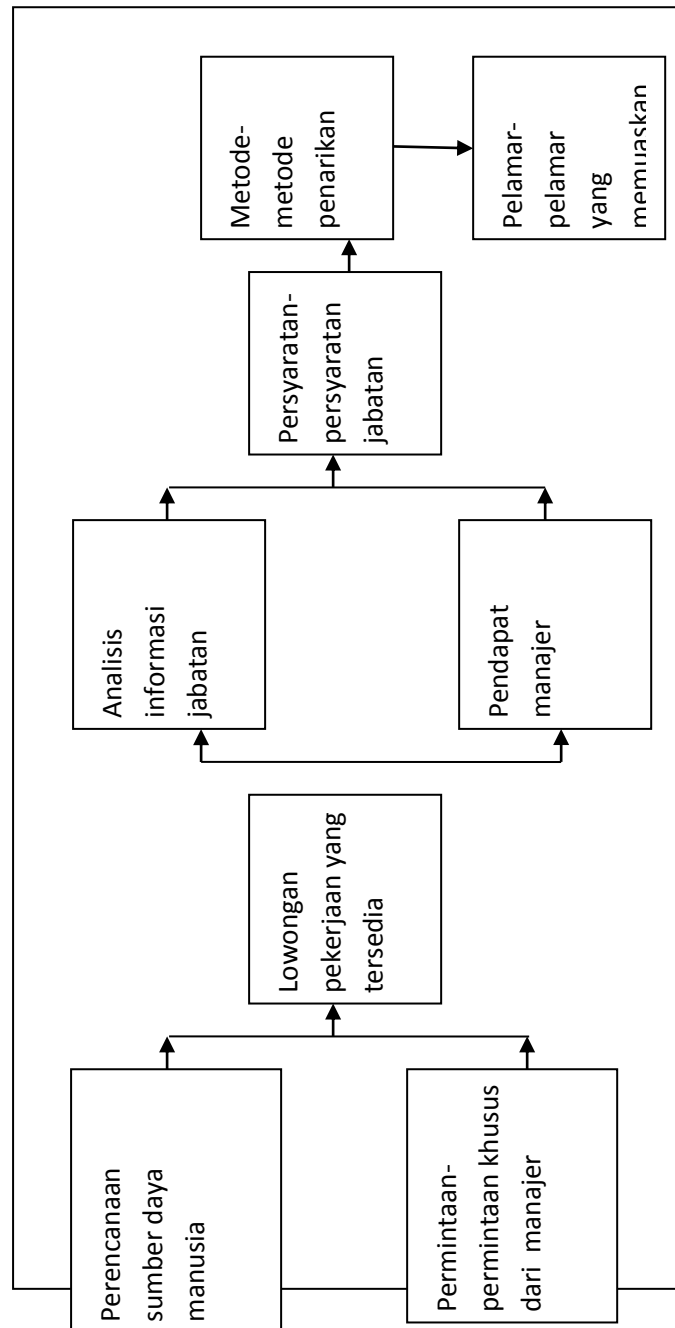 Perencanaan
sumber daya
manusia
Permintaan-
permintaan khusus
dari  manajer
Lowongan
pekerjaan yang
tersedia
Analisis
informasi
jabatan
Pendapat
manajer
Persyaratan-
persyaratan
jabatan
Metode-
metode
penarikan
Pelamar-
pelamar
yang
memuaskan